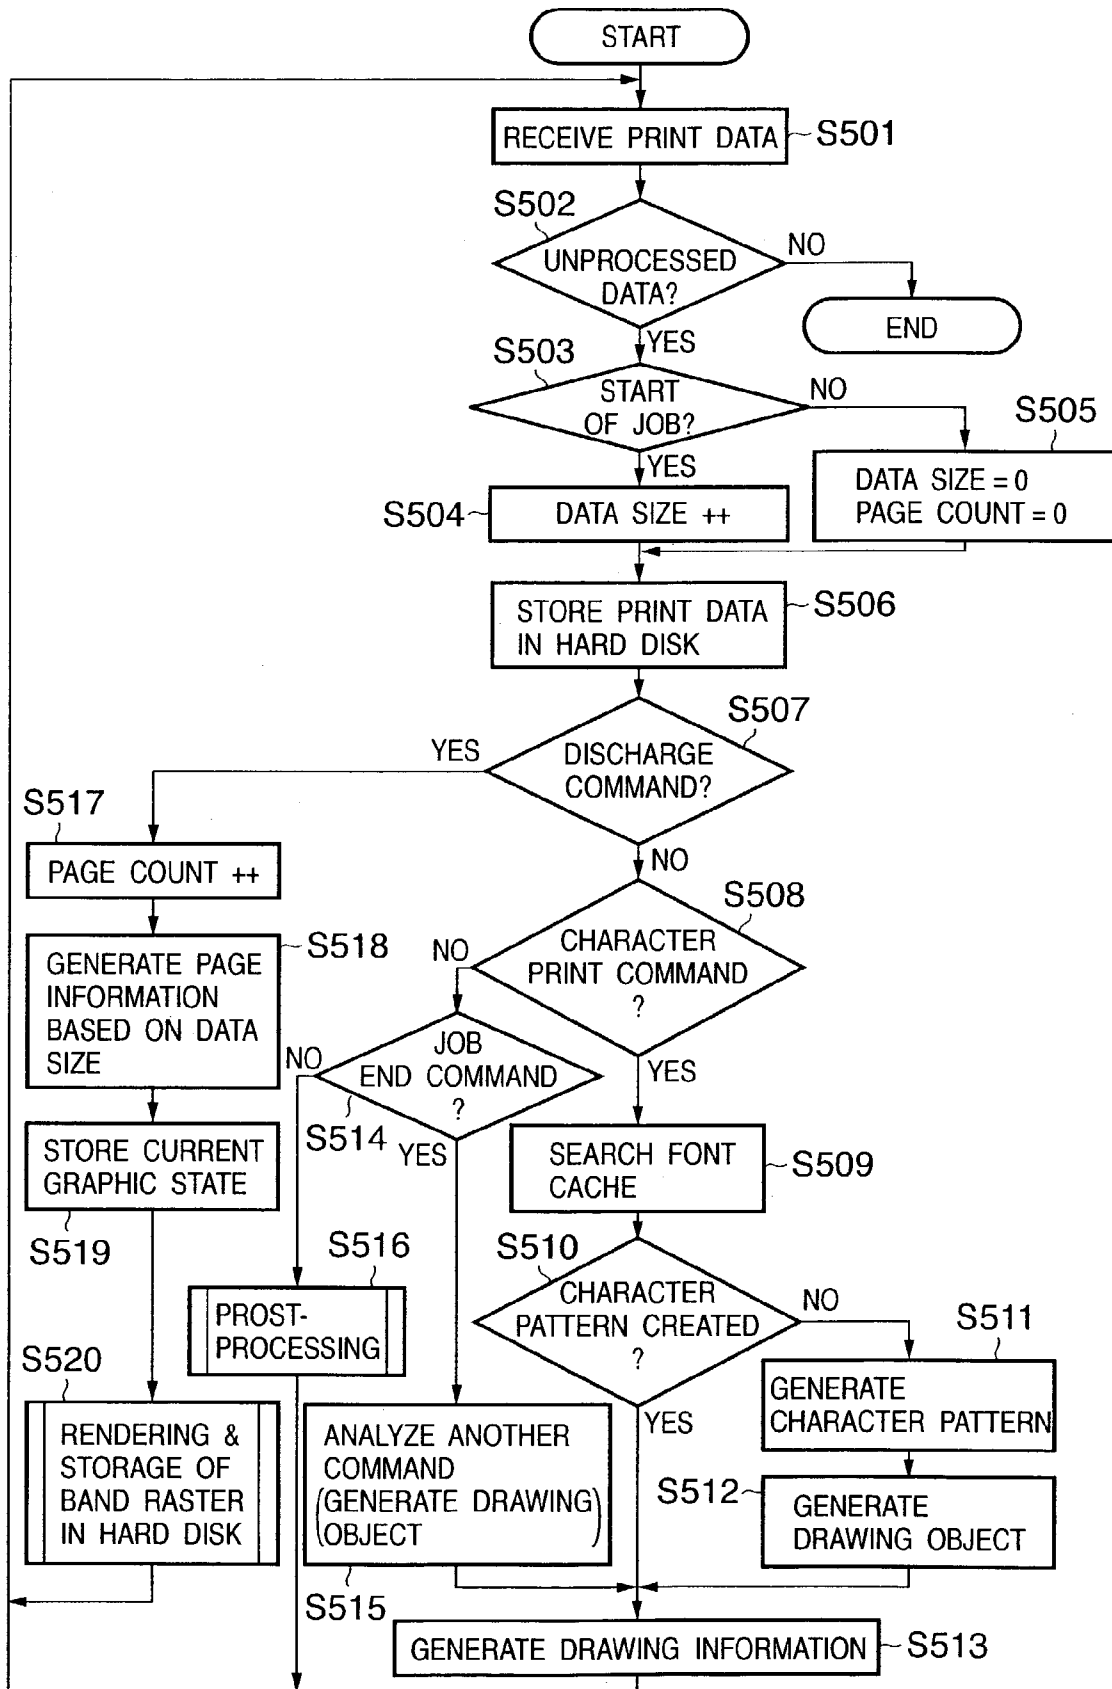 START
RECEIVE PRINT DATA
S501
S502
UNPROCESSED
DATA?
NO
END
YES
S503
START
OF JOB?
NO
S505
YES
DATA SIZE = 0
PAGE COUNT = 0
S504
DATA SIZE ++
STORE PRINT DATA
IN HARD DISK
S506
S507
DISCHARGE
COMMAND?
YES
NO
S517
PAGE COUNT ++
S508
CHARACTER
PRINT COMMAND
?
NO
YES
S518
GENERATE PAGE
INFORMATION
BASED ON DATA
SIZE
JOB
END COMMAND
?
NO
S514
YES
STORE CURRENT
GRAPHIC STATE
S519
SEARCH FONT
CACHE
S509
S510
CHARACTER
PATTERN CREATED
?
NO
YES
S516
PROST-
PROCESSING
S511
GENERATE
CHARACTER PATTERN
S520
RENDERING &
STORAGE OF
BAND RASTER
IN HARD DISK
ANALYZE ANOTHER
COMMAND
(GENERATE DRAWING)
OBJECT
S515
S512
GENERATE
DRAWING OBJECT
GENERATE DRAWING INFORMATION
S513